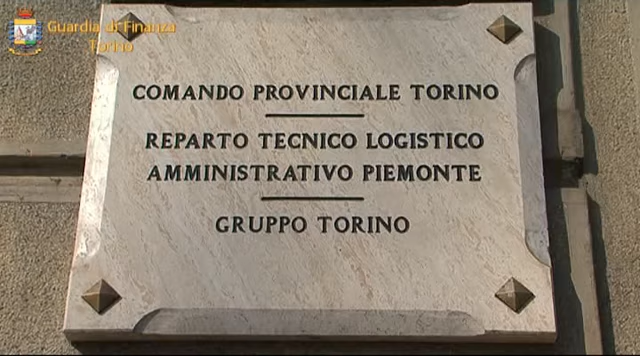 Guardia di Finanza
Torino
COMANDO PROVINCIALE TORINO
REPARTO TECNICO LOGISTICO
AMMINISTRATIVO PIEMONTE
GRUPPO TORINO